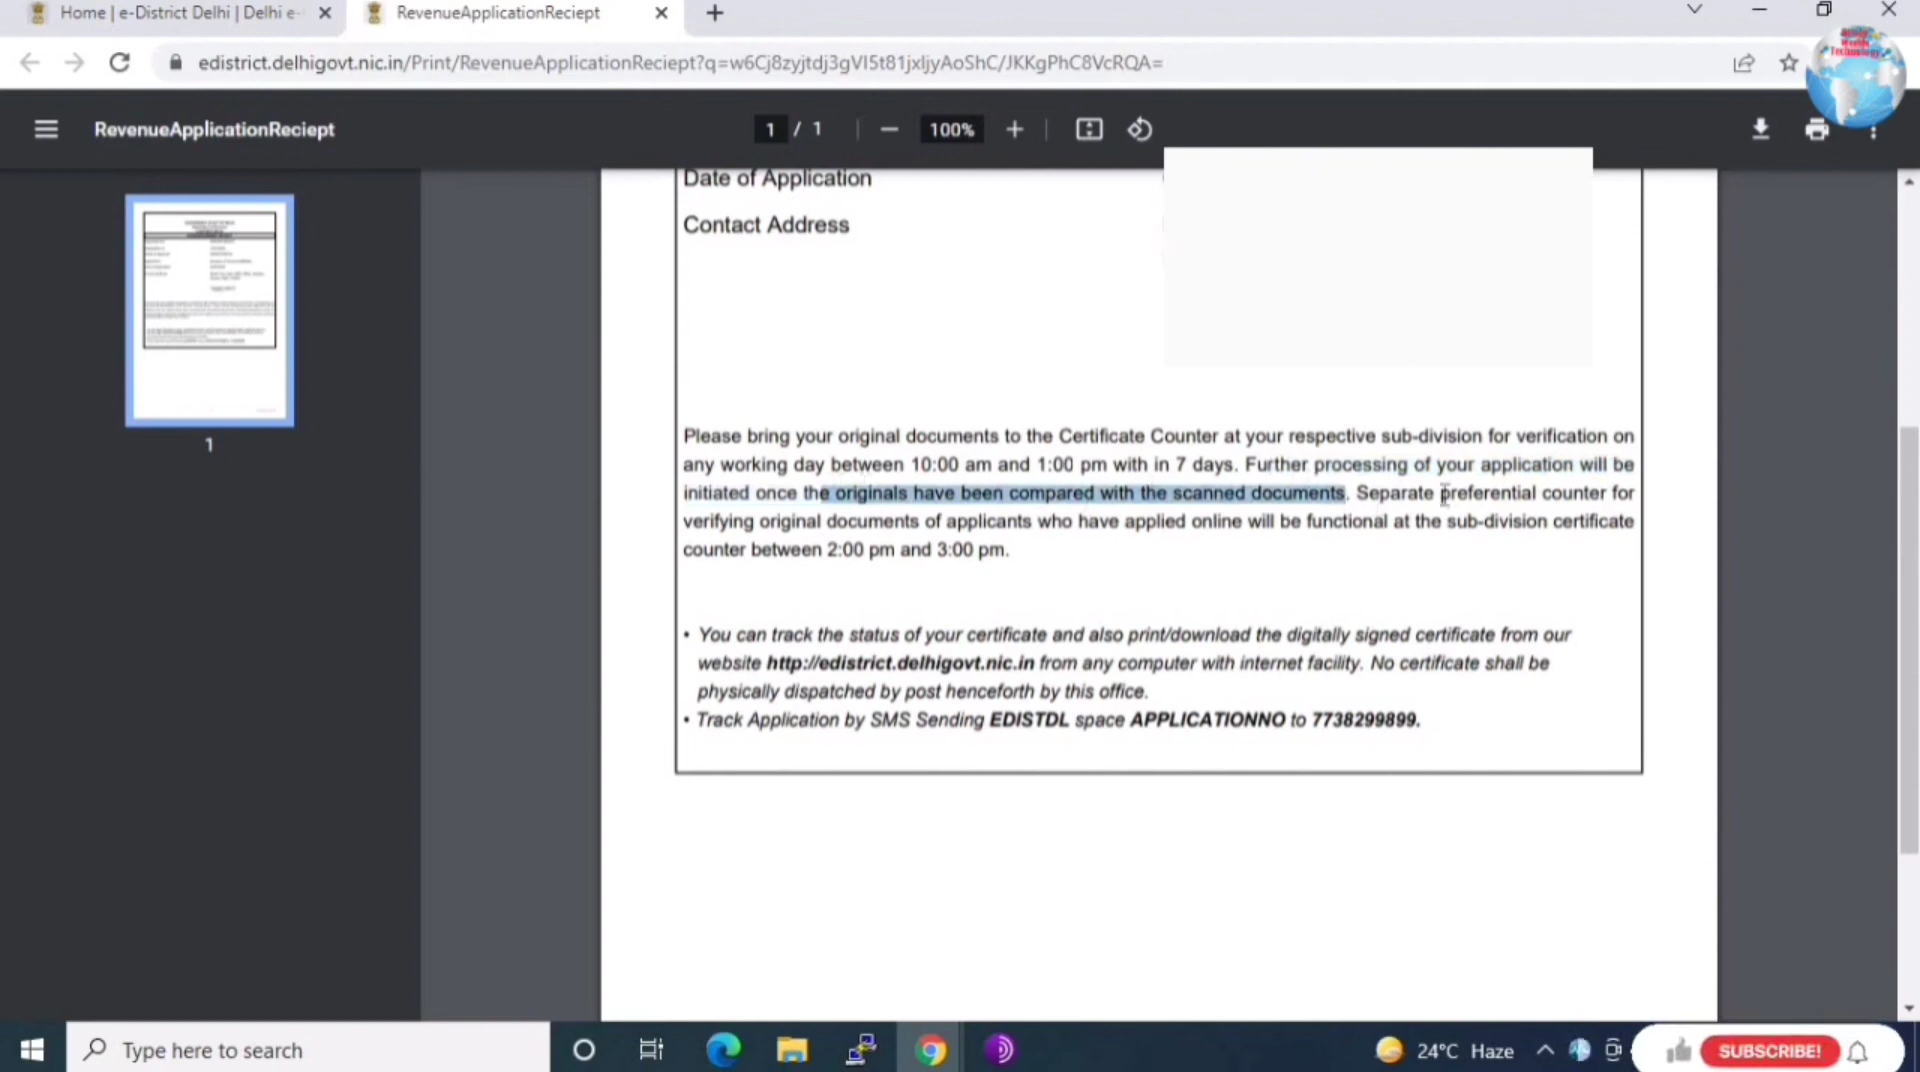 Home | e-District Delhi | Delhi e-
RevenueApplicationReciept
edistrict.delhigovt.nic.in/Print/RevenueApplicationReciept?q=w6Cj8zyjtdj3gVI5t81jxIjyAoShC/JKKgPhC8VcRQA=
Technology
RevenueApplicationReciept
1 / 1
100%
Date of Application
Contact Address
1
Please bring your original documents to the Certificate Counter at your respective sub-division for verification on
any working day between 10:00 am and 1:00 pm with in 7 days. Further processing of your application will be
initiated once the originals have been compared with the scanned documents. Separate preferential counter for
verifying original documents of applicants who have applied online will be functional at the sub-division certificate
counter between 2:00 pm and 3:00 pm.
• You can track the status of your certificate and also print/download the digitally signed certificate from our
website http://edistrict.delhigovt.nic.in from any computer with internet facility. No certificate shall be
physically dispatched by post henceforth by this office.
• Track Application by SMS Sending EDISTDL space APPLICATIONNO to 7738299899.
Type here to search
24°C Haze
SUBSCRIBE!